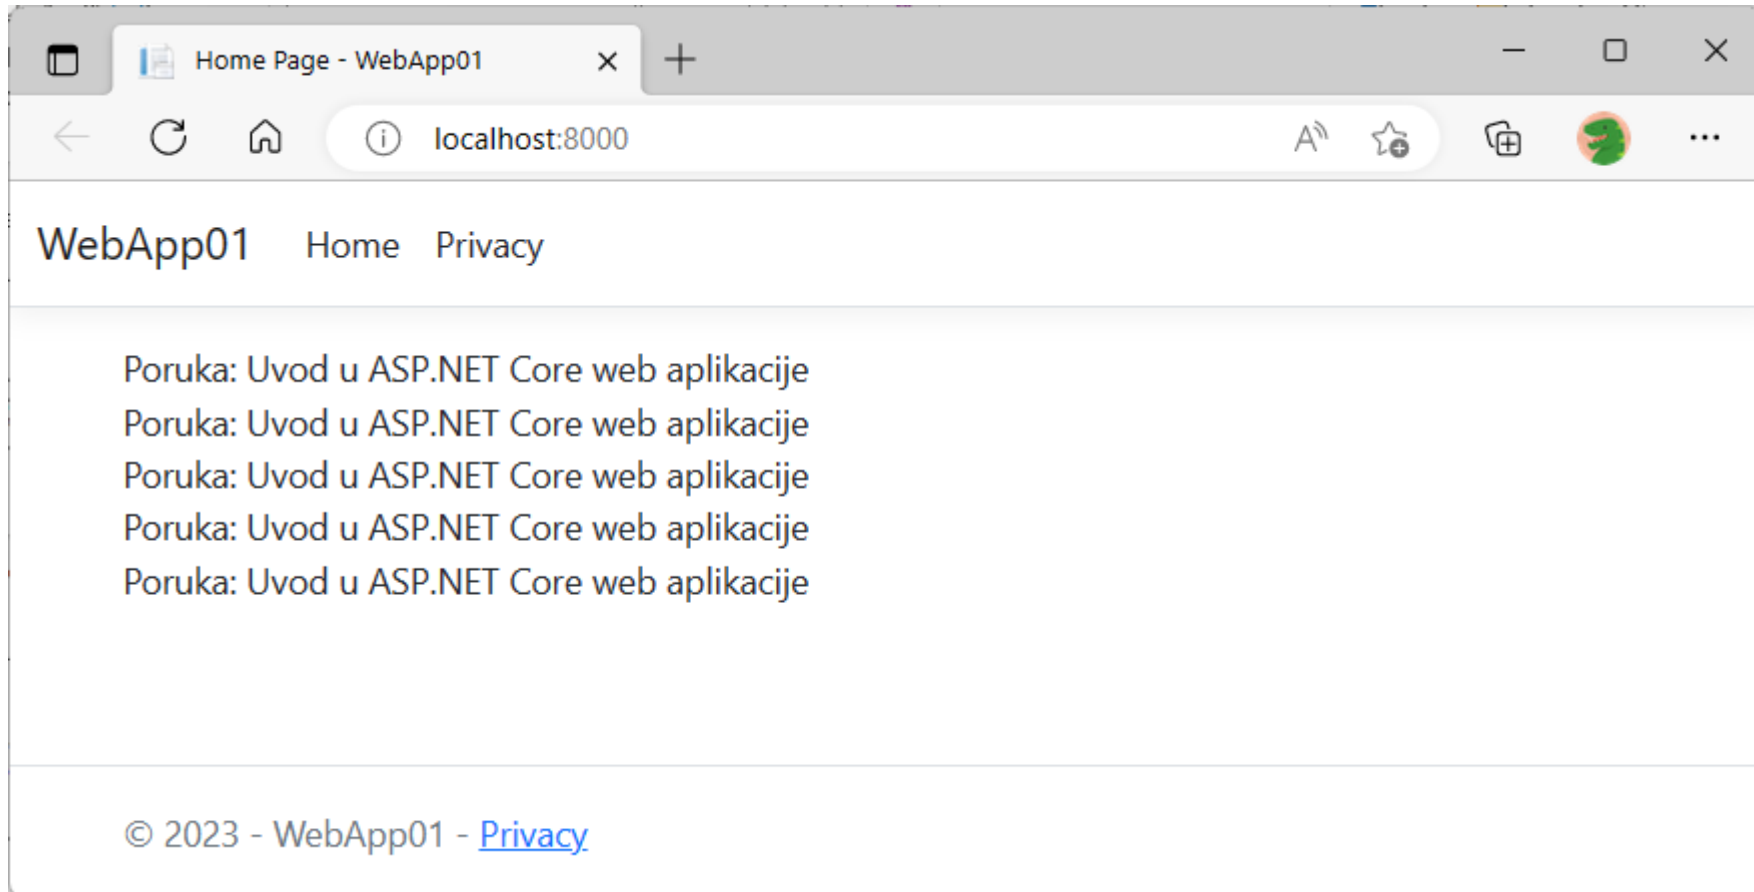 Home Page - WebApp01
localhost:8000
WebApp01 Home Privacy
Poruka: Uvod u ASP.NET Core web aplikacije
Poruka: Uvod u ASP.NET Core web aplikacije
Poruka: Uvod u ASP.NET Core web aplikacije
Poruka: Uvod u ASP.NET Core web aplikacije
Poruka: Uvod u ASP.NET Core web aplikacije
© 2023 - WebApp01 - Privacy